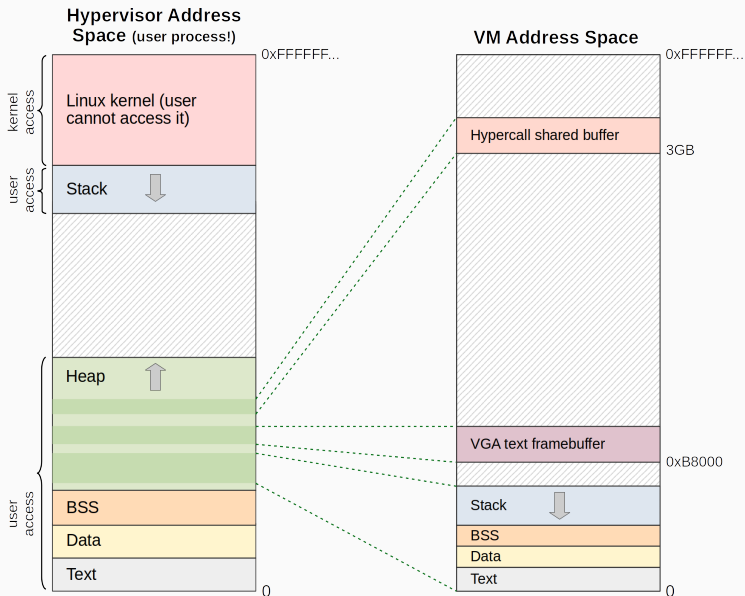 Hypervisor Address
Space (user process!)
0xFFFFFF...
kernel
access
Linux kernel (user
cannot access it)
user
access
Stack
Heap
user
access
BSS
Data
Text
0
VM Address Space
0xFFFFFF...
Hypercall shared buffer
3GB
VGA text framebuffer
0xB8000
Stack
BSS
Data
Text
0